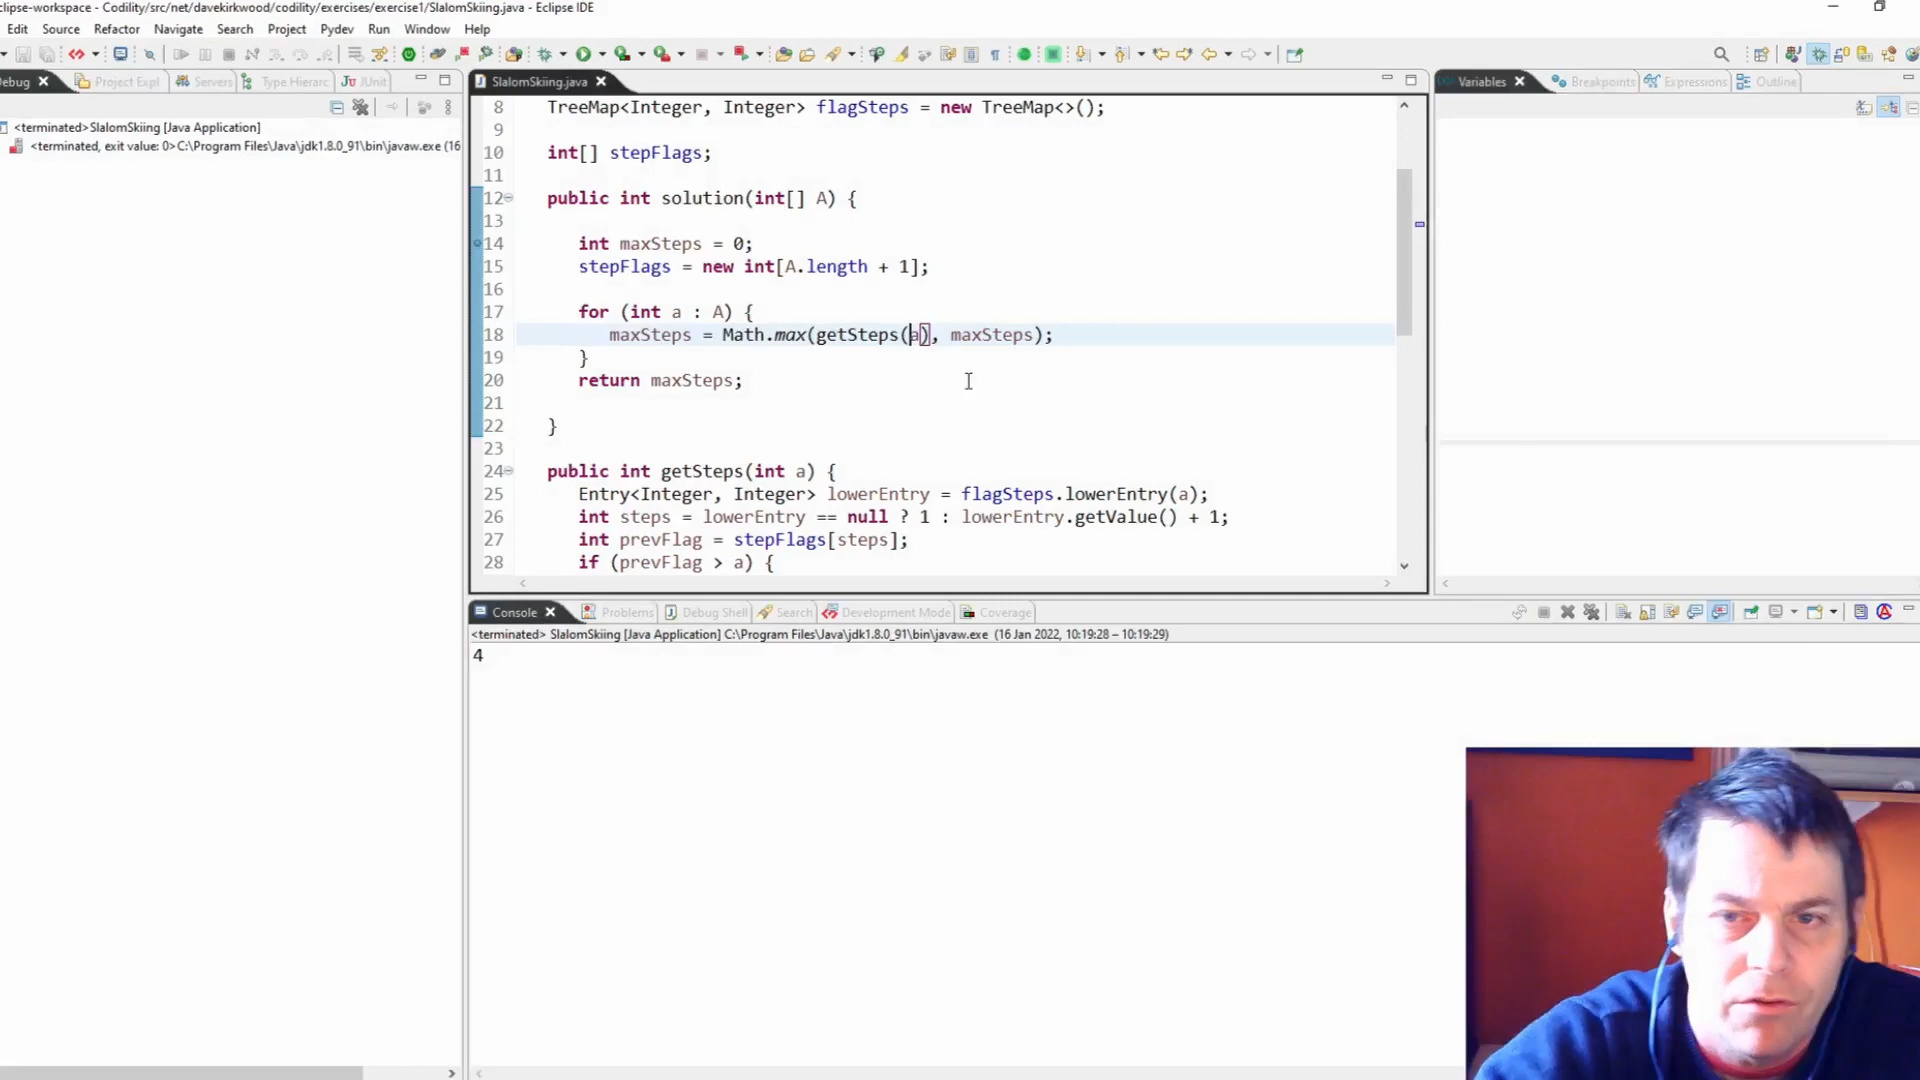 clipse-workspace - Codility/src/net/davekirkwood/codility/exercises/exercise1/SlalomSkiing.java - Eclipse IDE
Edit Source Refactor Navigate Search Project Pydev Run Window Help
Debug Project Expl Servers Type Hierarc JUnit
SlalomSkiing.java
Variables Breakpoints Expressions Outline
<terminated>SlalomSkiing [Java Application]
<terminated, exit value: 0>C:\Program Files\Java\jdk1.8.0_91\bin\javaw.exe (16
8 TreeMap<Integer, Integer> flagSteps = new TreeMap<>();
9
10 int[] stepFlags;
11
12 public int solution(int[] A) {
13
14 int maxSteps = 0;
15 stepFlags = new int[A.length + 1];
16
17 for (int a : A) {
18 maxSteps = Math.max(getSteps(a), maxSteps);
19 }
20 return maxSteps;
21
22 }
23
24 public int getSteps(int a) {
25 Entry<Integer, Integer> lowerEntry = flagSteps.lowerEntry(a);
26 int steps = lowerEntry == null ? 1 : lowerEntry.getValue() + 1;
27 int prevFlag = stepFlags[steps];
28 if (prevFlag > a) {
Console Problems Debug Shell Search Development Mode Coverage
<terminated> SlalomSkiing [Java Application] C:\Program Files\Java\jdk1.8.0_91\bin\javaw.exe (16 Jan 2022, 10:19:28 – 10:19:29)
4